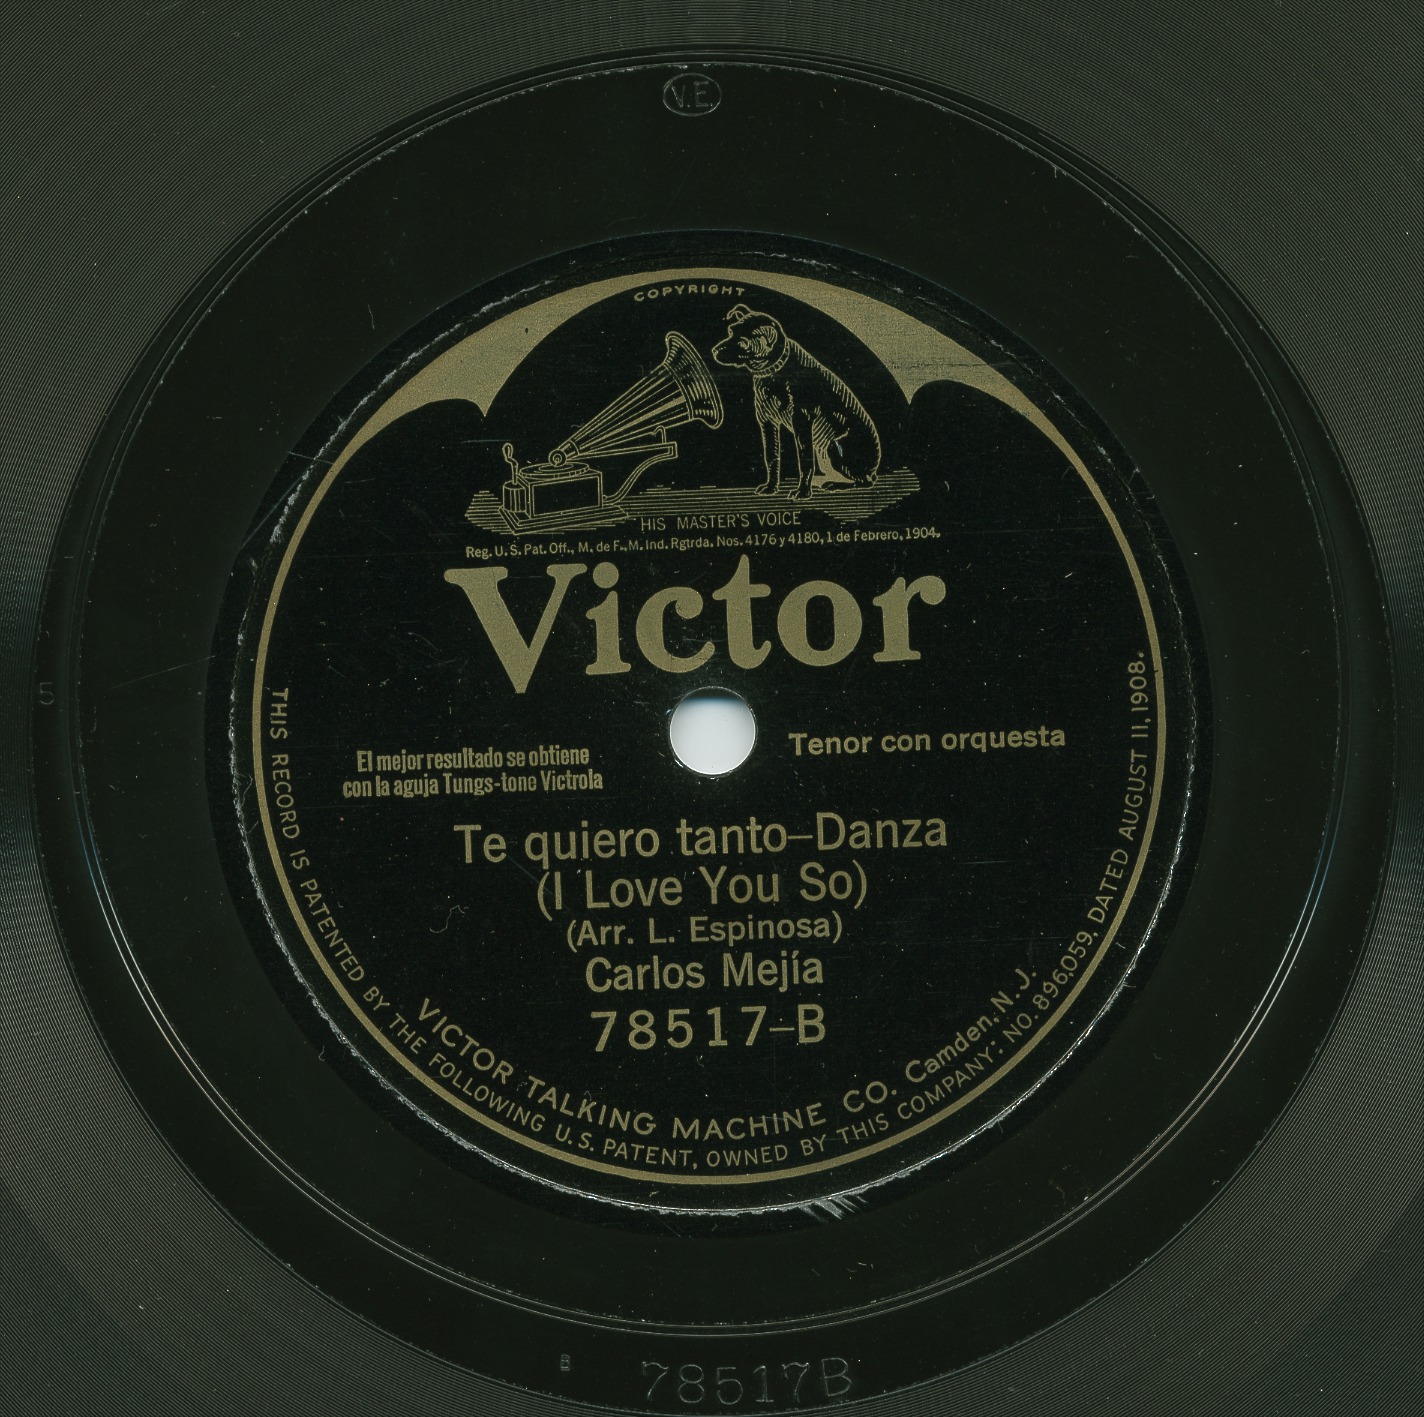 V.E.
COPYRIGHT
HIS MASTER'S VOICE
Reg. U.S. Pat. Off., M. de F., M. Ind. Rgtrda. Nos. 4176 y 4180, 1 de Febrero, 1904.
Victor
El mejor resultado se obtiene
con la aguja Tungs-tone Victrola
Tenor con orquesta
Te quiero tanto–Danza
(I Love You So)
(Arr. L. Espinosa)
Carlos Mejía
78517–B
VICTOR TALKING MACHINE CO. Camden, N. J.
THIS RECORD IS PATENTED BY THE FOLLOWING U.S. PATENT, OWNED BY THIS COMPANY: NO. 896,059, DATED AUGUST 11, 1908.
5
B
78517B